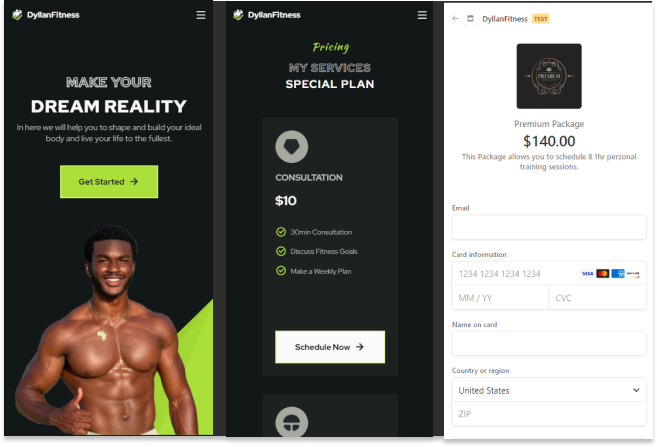 DyllanFitness
MAKE YOUR
DREAM REALITY
In here we will help you to shape and build your ideal
body and live your life to the fullest.
Get Started
DyllanFitness
Pricing
MY SERVICES
SPECIAL PLAN
CONSULTATION
$10
30min Consultation
Discuss Fitness Goals
Make a Weekly Plan
Schedule Now
DyllanFitness TEST
PREMIUM
Premium Package
$140.00
This Package allows you to schedule 8 1hr personal
training sessions.
Email
Card information
1234 1234 1234 1234 VISA
MM / YY CVC
Name on card
Country or region
United States
ZIP